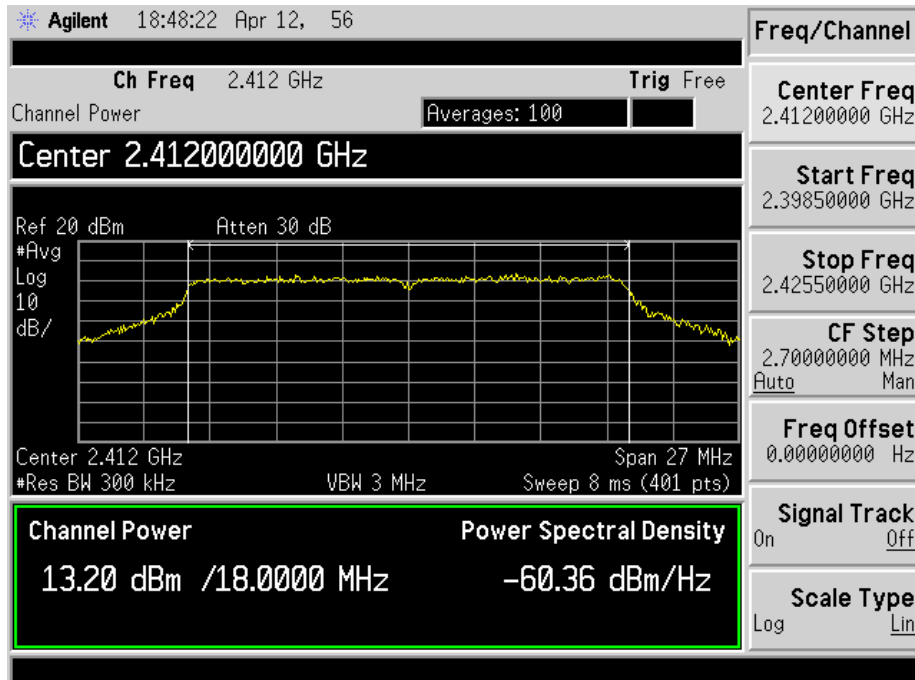 Agilent 18:48:22 Apr 12, 56
Ch Freq 2.412 GHz Trig Free
Channel Power Averages: 100
Center 2.412000000 GHz
Ref 20 dBm Atten 30 dB
#Avg
Log
10
dB/
Center 2.412 GHz Span 27 MHz
#Res BW 300 kHz VBW 3 MHz Sweep 8 ms (401 pts)
Channel Power Power Spectral Density
13.20 dBm /18.0000 MHz -60.36 dBm/Hz
Freq/Channel
Center Freq
2.41200000 GHz
Start Freq
2.39850000 GHz
Stop Freq
2.42550000 GHz
CF Step
2.70000000 MHz
Auto Man
Freq Offset
0.00000000 Hz
Signal Track
On Off
Scale Type
Log Lin